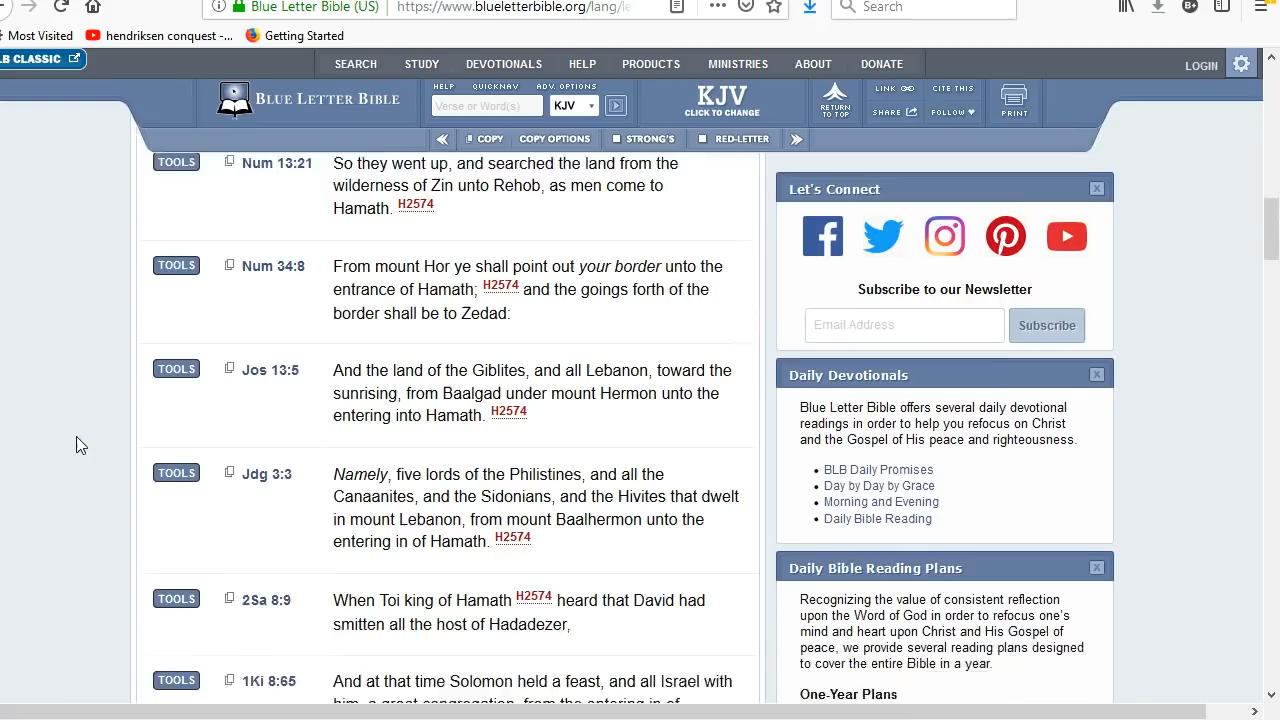 Blue Letter Bible (US)
https://www.blueletterbible.org/lang/le
Search
Most Visited
hendriksen conquest -...
Getting Started
LB CLASSIC
SEARCH STUDY DEVOTIONALS HELP PRODUCTS MINISTRIES ABOUT DONATE
LOGIN
BLUE LETTER BIBLE
HELP QUICKNAV ADV. OPTIONS
Verse or Word(s)
KJV
KJV
CLICK TO CHANGE
RETURN
TO TOP
LINK
CITE THIS
SHARE
FOLLOW
PRINT
COPY COPY OPTIONS STRONG'S RED-LETTER
TOOLS
Num 13:21
So they went up, and searched the land from the
wilderness of Zin unto Rehob, as men come to
Hamath. H2574
TOOLS
Num 34:8
From mount Hor ye shall point out your border unto the
entrance of Hamath; H2574 and the goings forth of the
border shall be to Zedad:
TOOLS
Jos 13:5
And the land of the Giblites, and all Lebanon, toward the
sunrising, from Baalgad under mount Hermon unto the
entering into Hamath. H2574
TOOLS
Jdg 3:3
Namely, five lords of the Philistines, and all the
Canaanites, and the Sidonians, and the Hivites that dwelt
in mount Lebanon, from mount Baalhermon unto the
entering in of Hamath. H2574
TOOLS
2Sa 8:9
When Toi king of Hamath H2574 heard that David had
smitten all the host of Hadadezer,
TOOLS
1Ki 8:65
And at that time Solomon held a feast, and all Israel with
him, a great congregation, from the entering in of
Let's Connect
Subscribe to our Newsletter
Email Address
Subscribe
Daily Devotionals
Blue Letter Bible offers several daily devotional
readings in order to help you refocus on Christ
and the Gospel of His peace and righteousness.
BLB Daily Promises
Day by Day by Grace
Morning and Evening
Daily Bible Reading
Daily Bible Reading Plans
Recognizing the value of consistent reflection
upon the Word of God in order to refocus one's
mind and heart upon Christ and His Gospel of
peace, we provide several reading plans designed
to cover the entire Bible in a year.
One-Year Plans